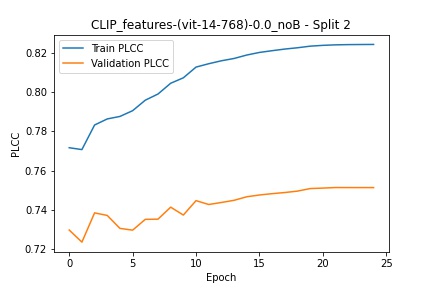 CLIP_features-(vit-14-768)-0.0_noB - Split 2
Train PLCC
Validation PLCC
PLCC
0.82
0.80
0.78
0.76
0.74
0.72
0 5 10 15 20 25
Epoch